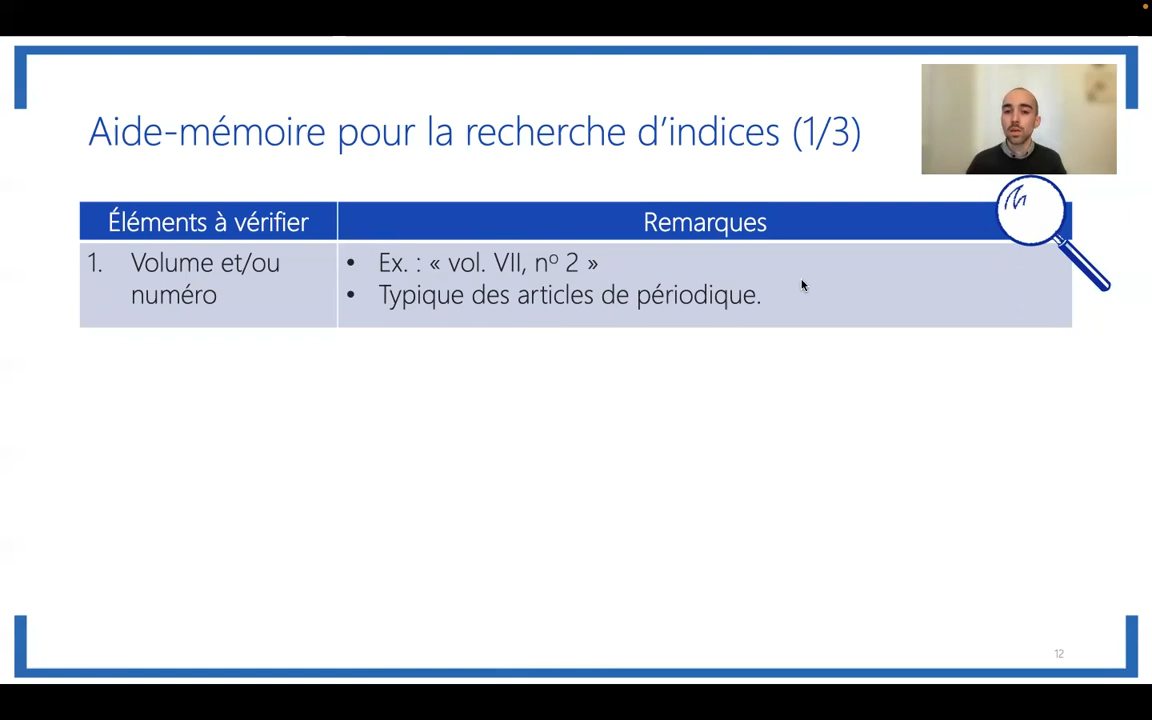 Aide-mémoire pour la recherche d’indices (1/3)
Éléments à vérifier
Remarques
1. Volume et/ou
numéro
• Ex. : « vol. VII, nº 2 »
• Typique des articles de périodique.
12